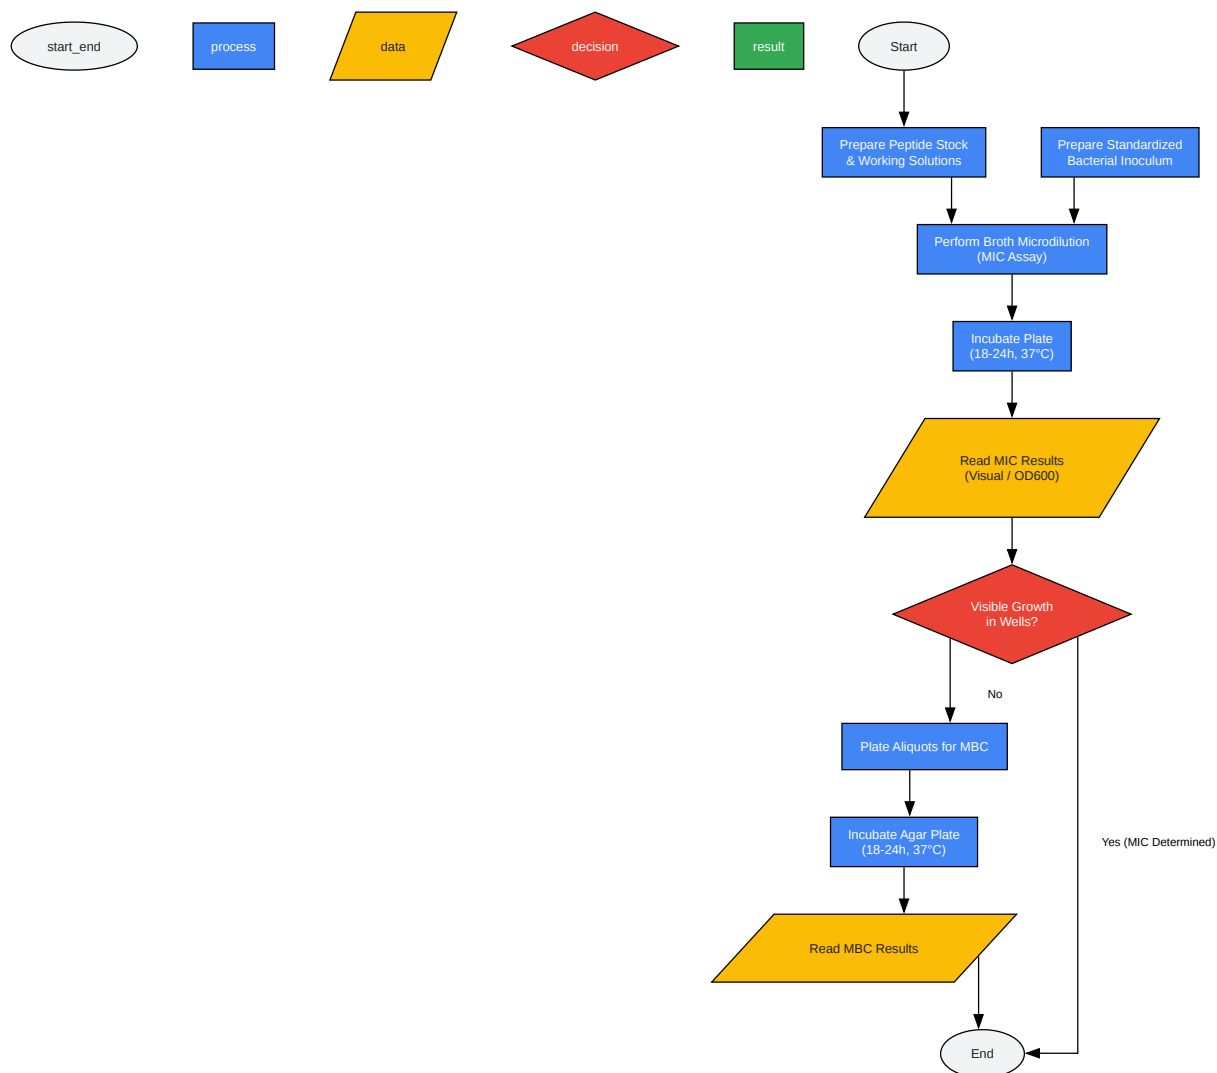 start_end
process
data
decision
result
Start
Prepare Peptide Stock
& Working Solutions
Prepare Standardized
Bacterial Inoculum
Perform Broth Microdilution
(MIC Assay)
Incubate Plate
(18-24h, 37°C)
Read MIC Results
(Visual / OD600)
Visible Growth
in Wells?
No
Plate Aliquots for MBC
Yes (MIC Determined)
Incubate Agar Plate
(18-24h, 37°C)
Read MBC Results
End